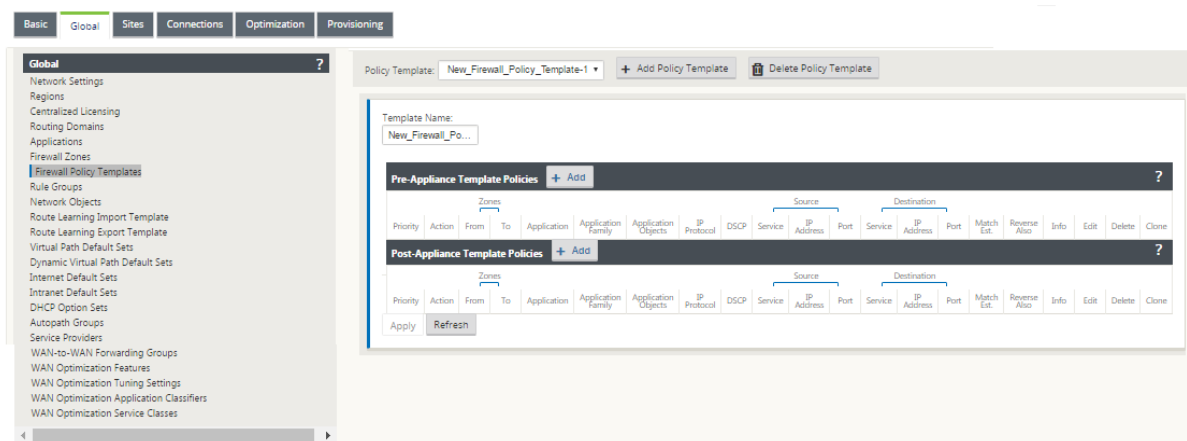 Basic Global Sites Connections Optimization Provisioning
Global ?
Network Settings
Regions
Centralized Licensing
Routing Domains
Applications
Firewall Zones
Firewall Policy Templates
Rule Groups
Network Objects
Route Learning Import Template
Route Learning Export Template
Virtual Path Default Sets
Dynamic Virtual Path Default Sets
Internet Default Sets
Intranet Default Sets
DHCP Option Sets
Autopath Groups
Service Providers
WAN-to-WAN Forwarding Groups
WAN Optimization Features
WAN Optimization Tuning Settings
WAN Optimization Application Classifiers
WAN Optimization Service Classes
Policy Template: New_Firewall_Policy_Template-1 + Add Policy Template Delete Policy Template
Template Name:
New_Firewall_Po...
Pre-Appliance Template Policies + Add ?
Zones Source Destination
Priority Action From To Application Application Family Application Objects IP Protocol DSCP Service IP Address Port Service IP Address Port Match Est. Reverse Also Info Edit Delete Clone
Post-Appliance Template Policies + Add ?
Zones Source Destination
Priority Action From To Application Application Family Application Objects IP Protocol DSCP Service IP Address Port Service IP Address Port Match Est. Reverse Also Info Edit Delete Clone
Apply Refresh